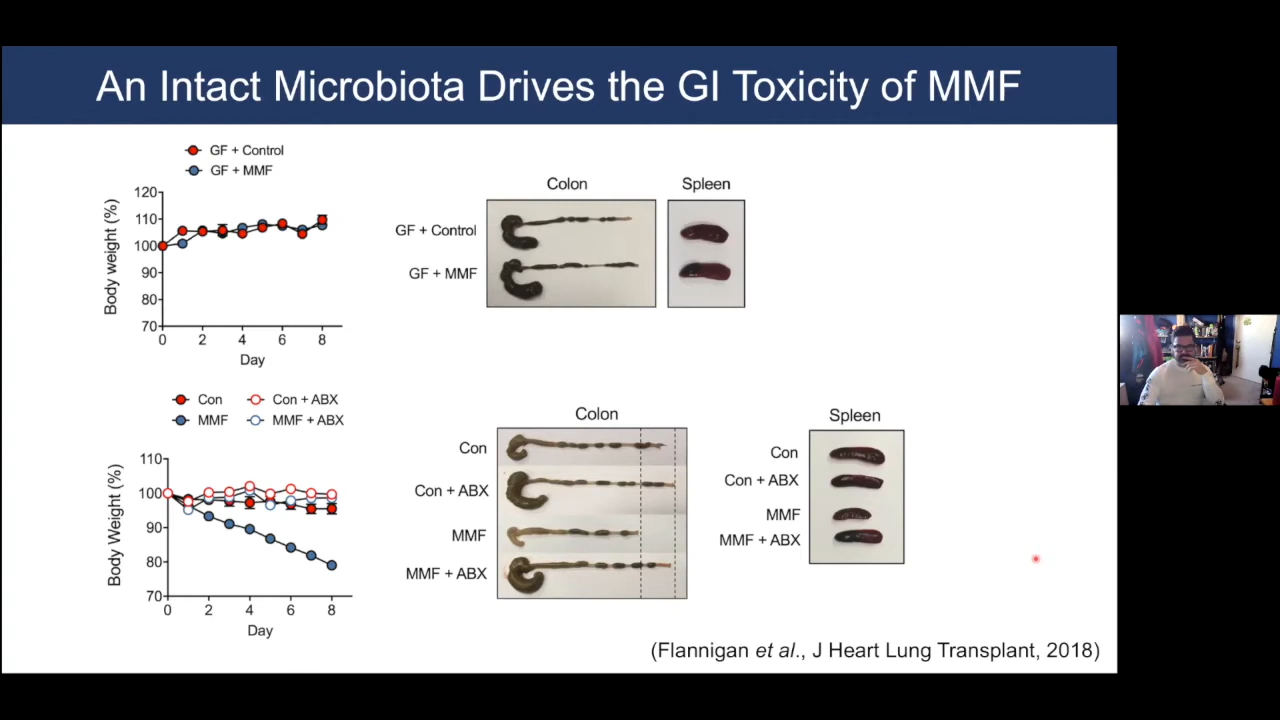 An Intact Microbiota Drives the GI Toxicity of MMF
GF + Control
GF + MMF
Body weight (%)
120
110
100
90
80
70
0 2 4 6 8
Day
Colon
Spleen
GF + Control
GF + MMF
Con
Con + ABX
MMF
MMF + ABX
Body Weight (%)
110
100
90
80
70
0 2 4 6 8
Day
Colon
Con
Con + ABX
MMF
MMF + ABX
Spleen
Con
Con + ABX
MMF
MMF + ABX
(Flannigan et al., J Heart Lung Transplant, 2018)